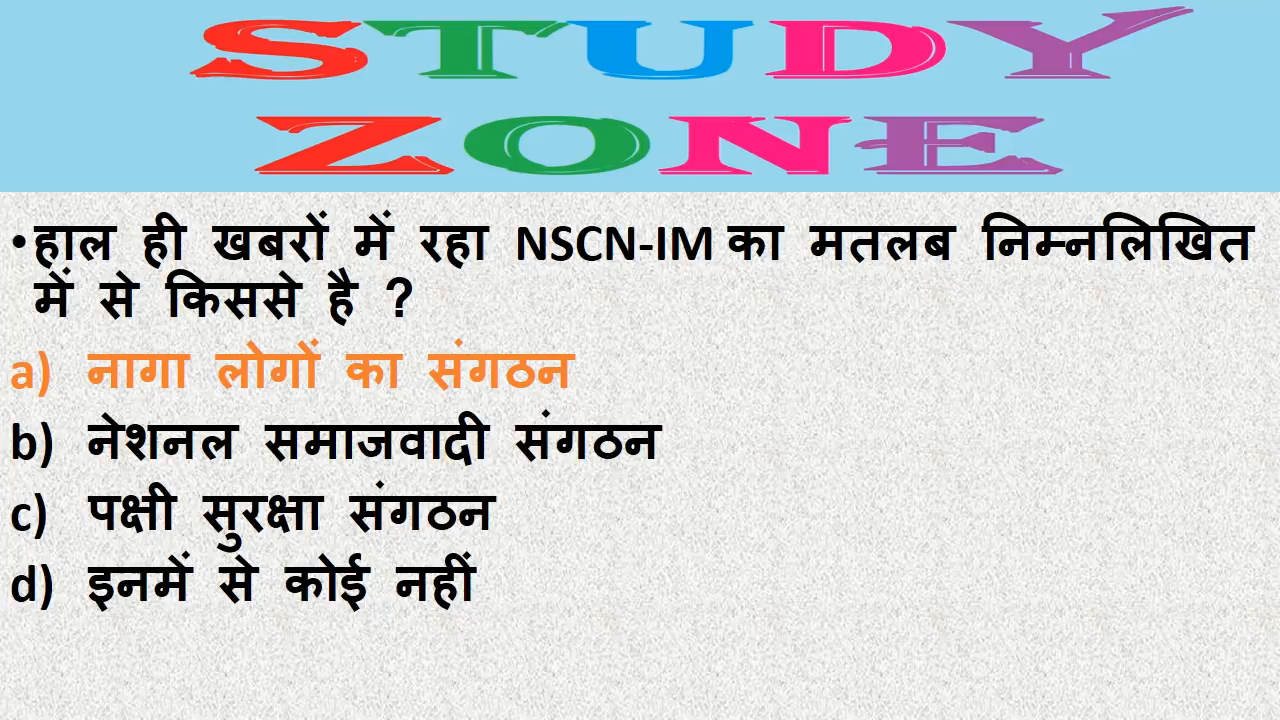 STUDY
ZONE
•हाल ही खबरों में रहा NSCN-IM का मतलब निम्नलिखित
में से किससे है ?
a) नागा लोगों का संगठन
b) नेशनल समाजवादी संगठन
c) पक्षी सुरक्षा संगठन
d) इनमें से कोई नहीं